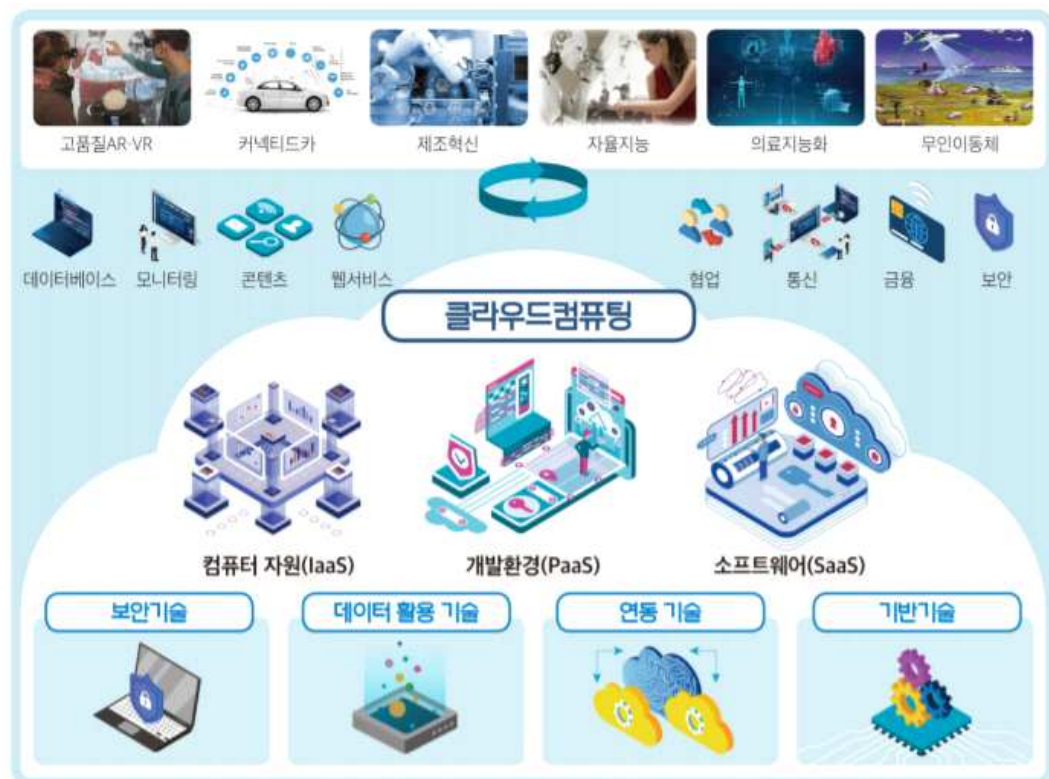 고품질AR·VR
커넥티드카
제조혁신
자율지능
의료지능화
무인이동체
데이터베이스
모니터링
콘텐츠
웹서비스
협업
통신
금융
보안
클라우드컴퓨팅
컴퓨터 자원(IaaS)
개발환경(PaaS)
소프트웨어(SaaS)
보안기술
데이터 활용 기술
연동 기술
기반기술